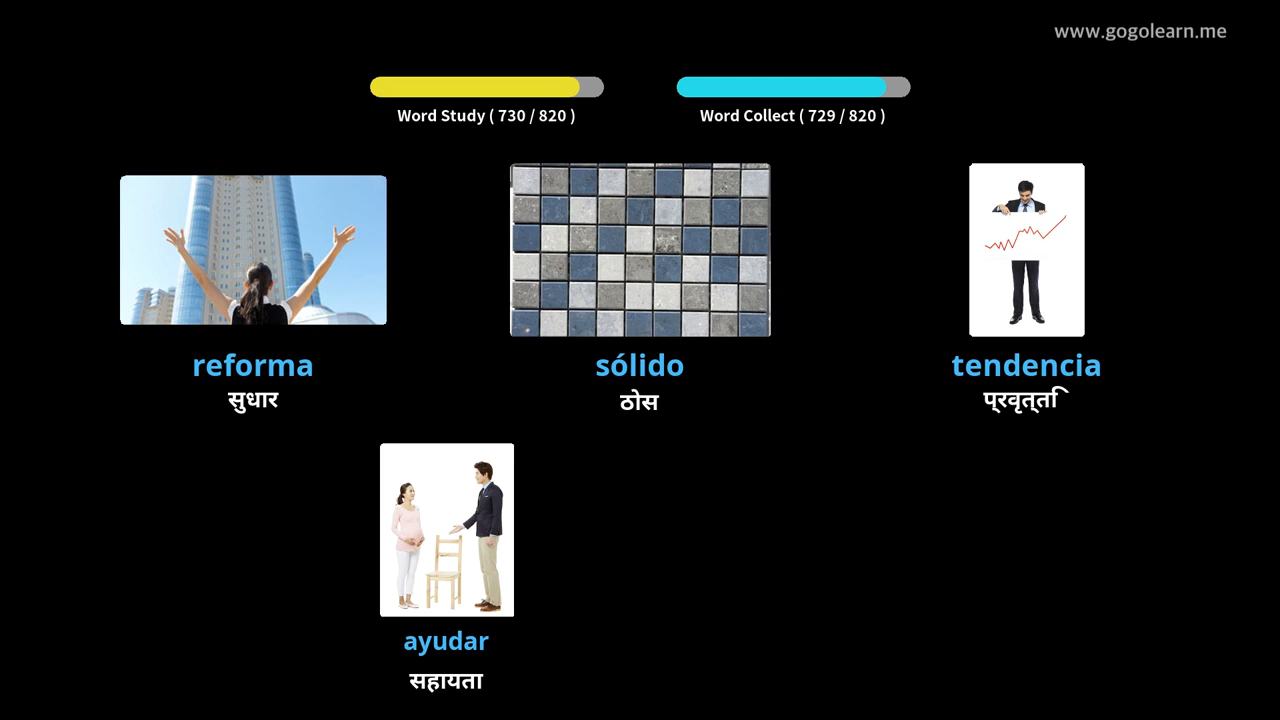 www.gogolearn.me
Word Study ( 730 / 820 )
Word Collect ( 729 / 820 )
reforma
सुधार
sólido
ठोस
tendencia
प्रवृत्ति
ayudar
सहायता